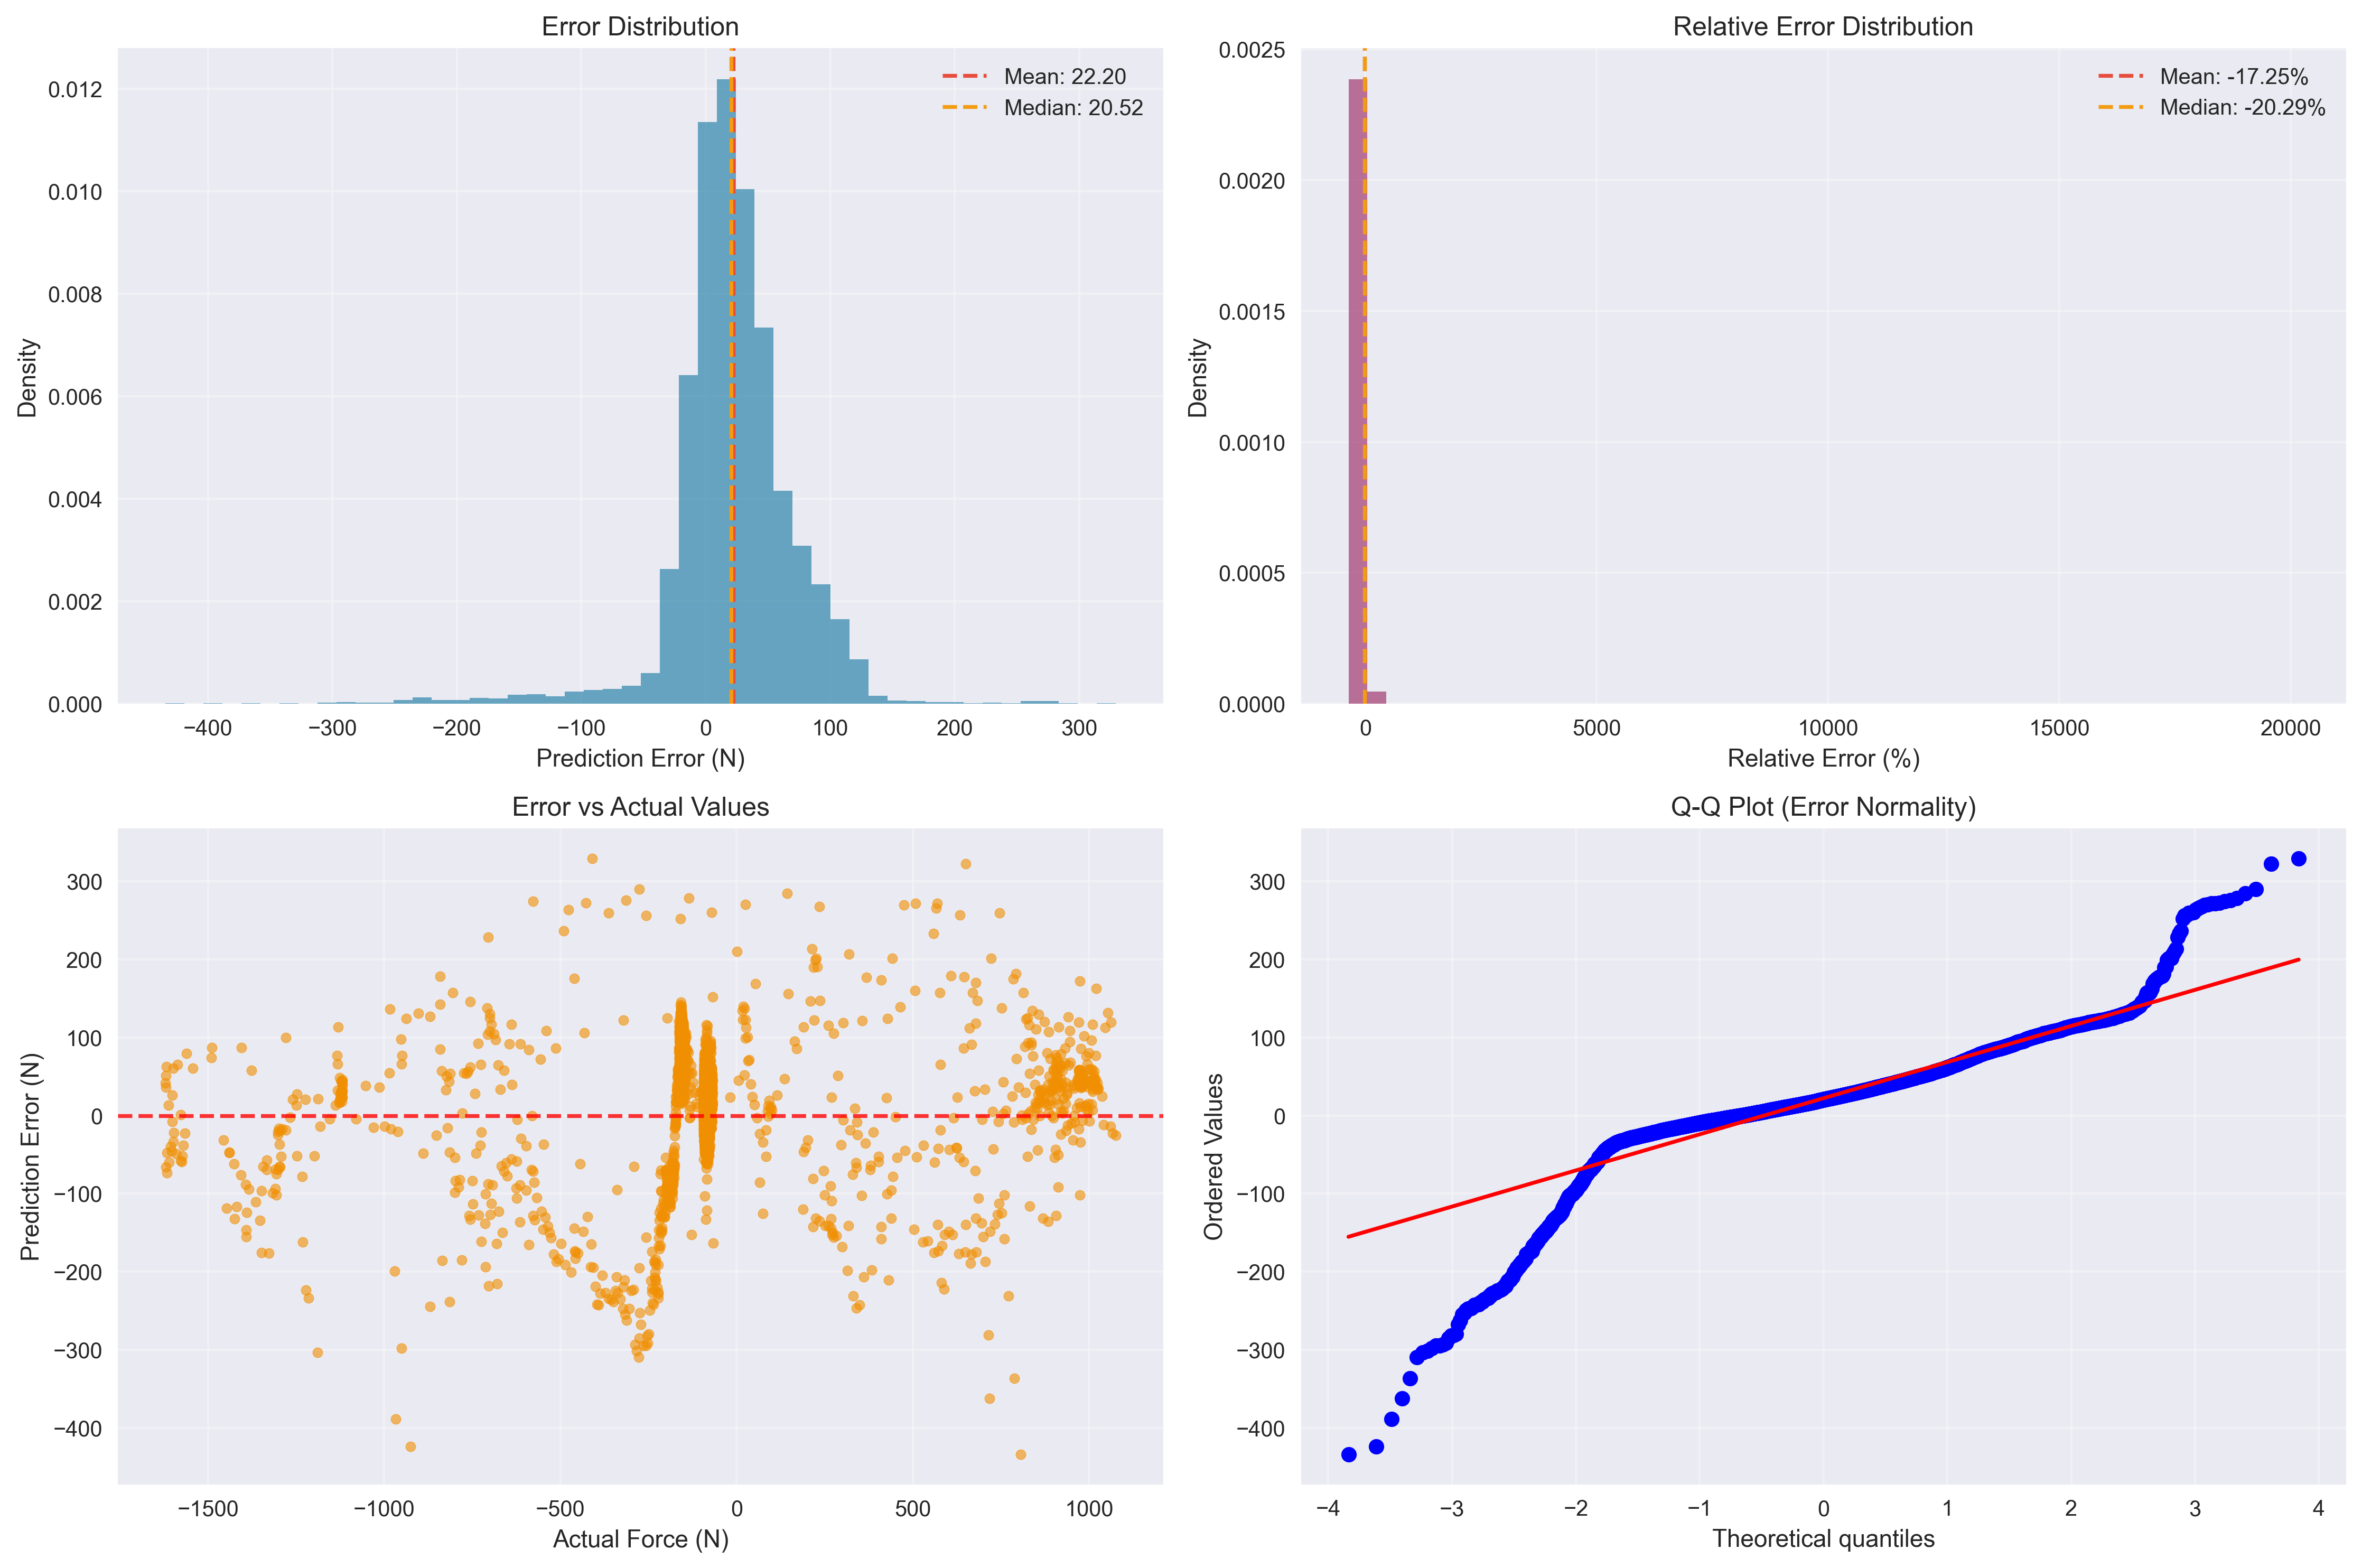 Error Distribution
Mean: 22.20
Median: 20.52
0.012
0.010
0.008
0.006
0.004
0.002
0.000
Density
−400 −300 −200 −100 0 100 200 300
Prediction Error (N)
Relative Error Distribution
Mean: -17.25%
Median: -20.29%
0.0025
0.0020
0.0015
0.0010
0.0005
0.0000
Density
0 5000 10000 15000 20000
Relative Error (%)
Error vs Actual Values
300
200
100
0
−100
−200
−300
−400
Prediction Error (N)
−1500 −1000 −500 0 500 1000
Actual Force (N)
Q-Q Plot (Error Normality)
300
200
100
0
−100
−200
−300
−400
Ordered Values
−4 −3 −2 −1 0 1 2 3 4
Theoretical quantiles